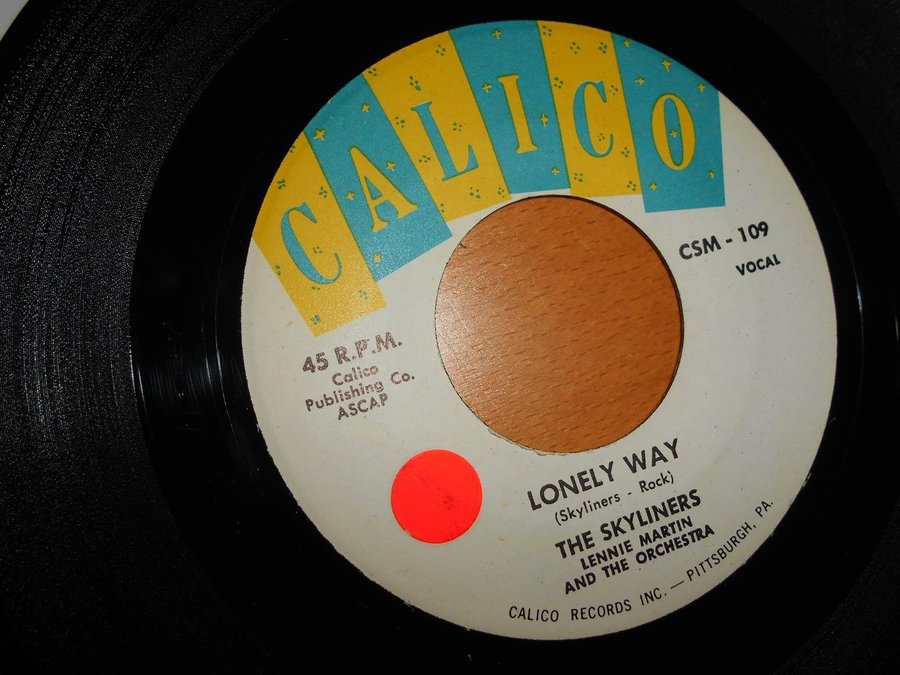 CALICO
CSM - 109
VOCAL
45 R.P.M.
Calico
Publishing Co.
ASCAP
LONELY WAY
(Skyliners - Rock)
THE SKYLINERS
LENNIE MARTIN
AND THE ORCHESTRA
CALICO RECORDS INC. — PITTSBURGH, PA.